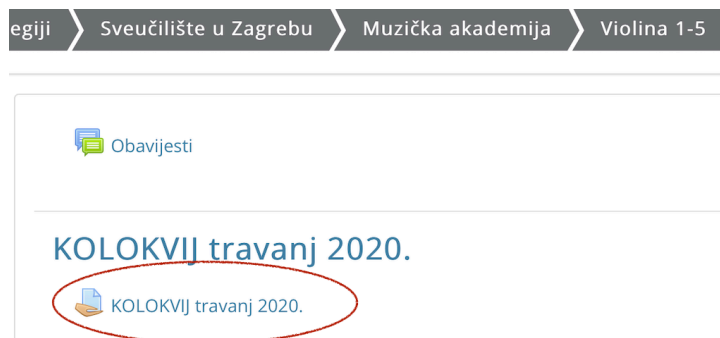 egiji Sveučilište u Zagrebu Muzička akademija Violina 1-5
Obavijesti
KOLOKVIJ travanj 2020.
KOLOKVIJ travanj 2020.